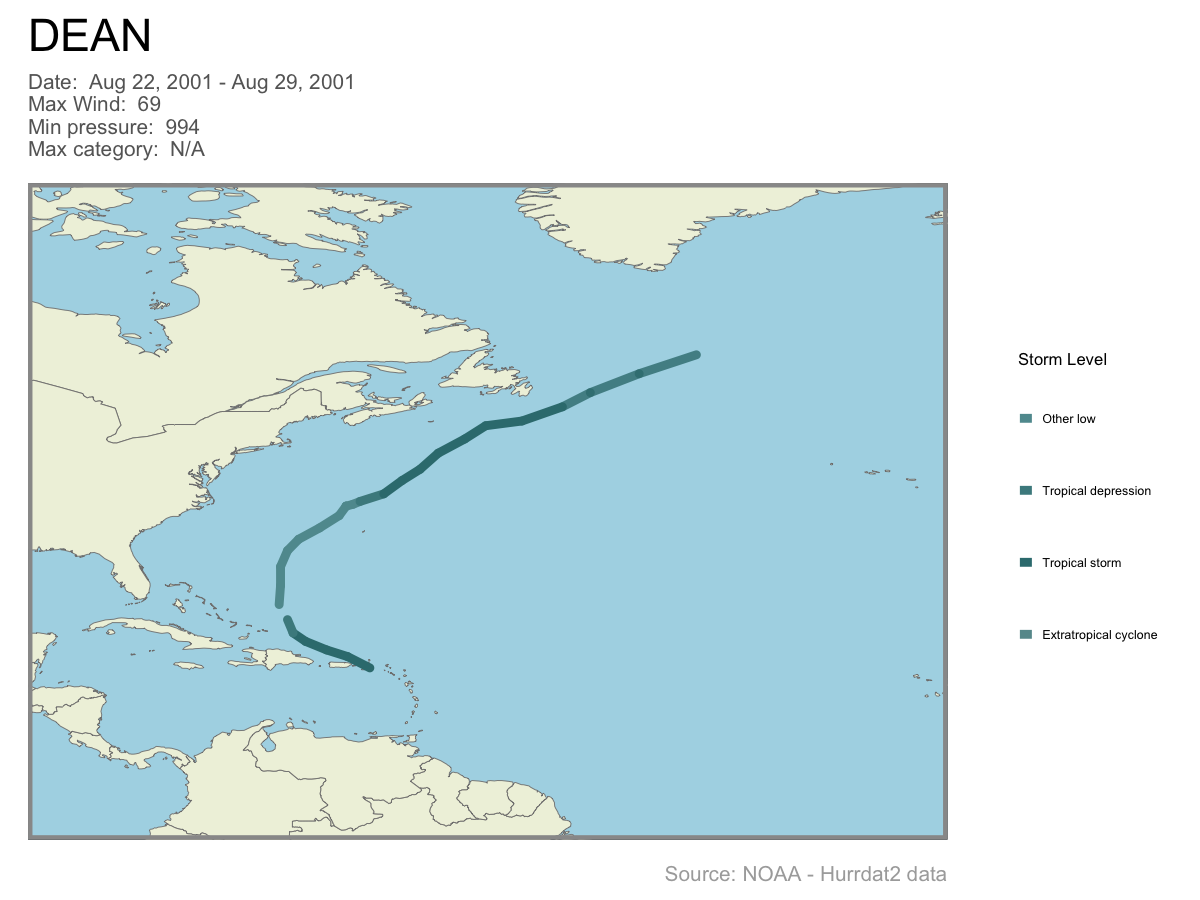 DEAN
Date:  Aug 22, 2001 - Aug 29, 2001
Max Wind:  69
Min pressure:  994
Max category:  N/A
Storm Level
Other low
Tropical depression
Tropical storm
Extratropical cyclone
Source: NOAA - Hurrdat2 data